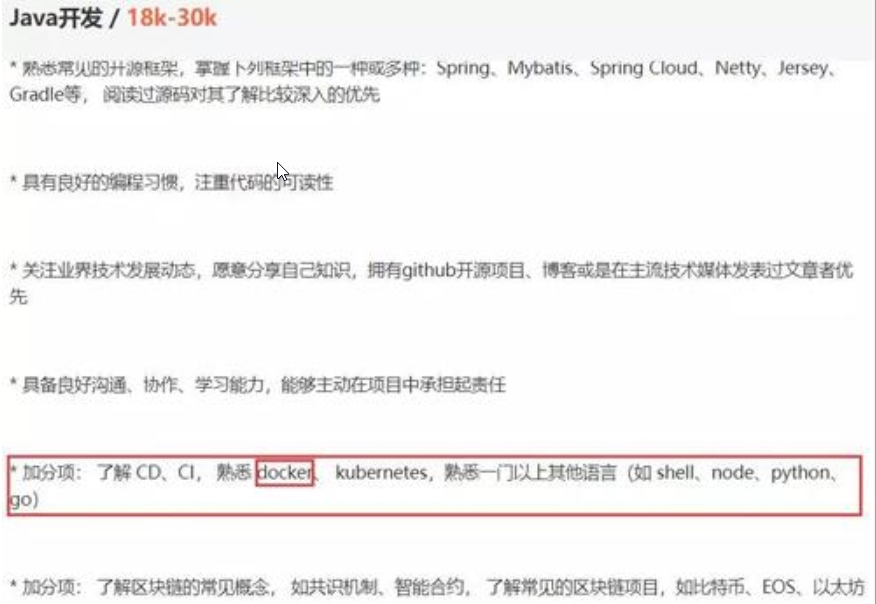 Java开发 / 18k-30k
* 熟悉常见的开源框架，掌握下列框架中的一种或多种：Spring、Mybatis、Spring Cloud、Netty、Jersey、
Gradle等， 阅读过源码对其了解比较深入的优先
* 具有良好的编程习惯，注重代码的可读性
* 关注业界技术发展动态，愿意分享自己知识，拥有github开源项目、博客或是在主流技术媒体发表过文章者优
先
* 具备良好沟通、协作、学习能力，能够主动在项目中承担起责任
* 加分项： 了解 CD、CI， 熟悉 docker、 kubernetes，熟悉一门以上其他语言（如 shell、node、python、
go）
* 加分项： 了解区块链的常见概念， 如共识机制、智能合约， 了解常见的区块链项目，如比特币、EOS、以太坊